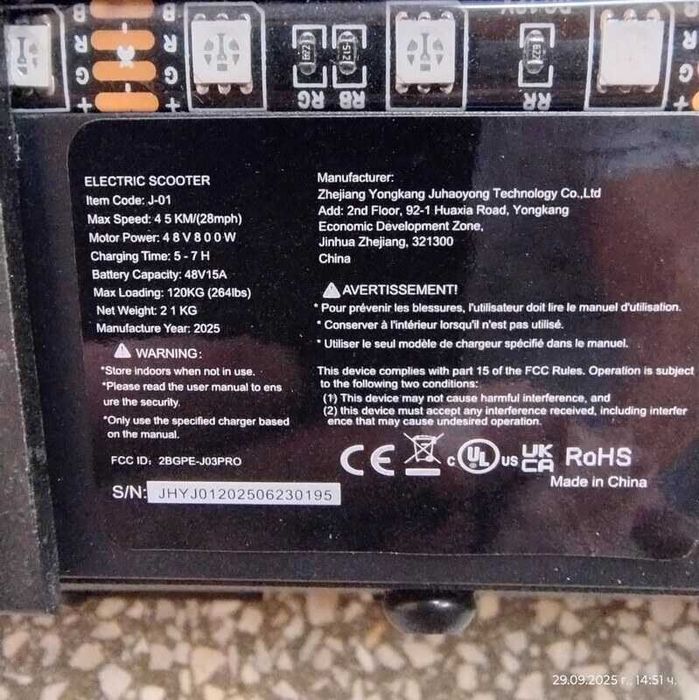 B R G +
RG RB
RR
ELECTRIC SCOOTER
Item Code: J-01
Max Speed: 4 5 KM/(28mph)
Motor Power: 4 8 V 8 0 0 W
Charging Time: 5 - 7 H
Battery Capacity: 48V15A
Max Loading: 120KG (264lbs)
Net Weight: 2 1 KG
Manufacture Year: 2025
WARNING:
*Store indoors when not in use.
*Please read the user manual to ens
ure the security.
*Only use the specified charger based
on the manual.
FCC ID: 2BGPE-J03PRO
S/N: JHYJ01202506230195
Manufacturer:
Zhejiang Yongkang Juhaoyong Technology Co.,Ltd
Add: 2nd Floor, 92-1 Huaxia Road, Yongkang
Economic Development Zone,
Jinhua Zhejiang, 321300
China
AVERTISSEMENT!
* Pour prévenir les blessures, l'utilisateur doit lire le manuel d'utilisation.
* Conserver à l'intérieur lorsqu'il n'est pas utilisé.
* Utiliser le seul modèle de chargeur spécifié dans le manuel.
This device complies with part 15 of the FCC Rules. Operation is subject
to the following two conditions:
(1) This device may not cause harmful interference, and
(2) this device must accept any interference received, including interfer
ence that may cause undesired operation.
CE c UL US UK CA RoHS
Made in China
29.09.2025 г., 14:51 ч.